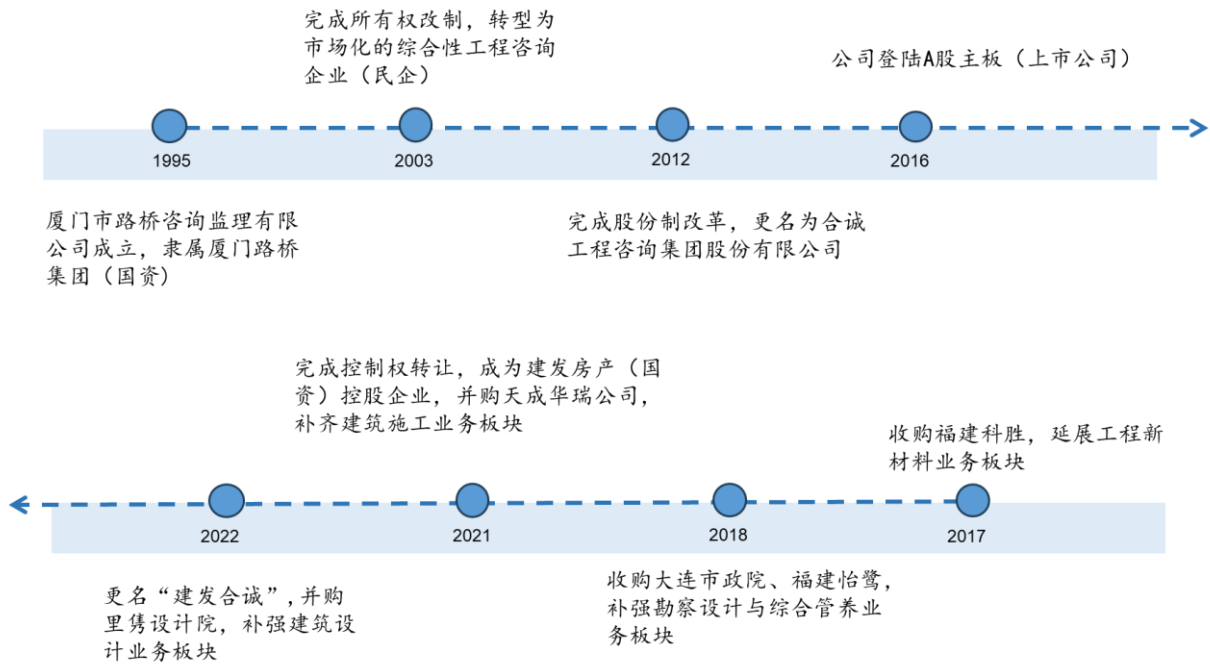 完成所有权改制，转型为
市场化的综合性工程咨询
企业（民企）
公司登陆A股主板（上市公司）
1995
2003
2012
2016
厦门市路桥咨询监理有限
公司成立，隶属厦门路桥
集团（国资）
完成股份制改革，更名为合诚
工程咨询集团股份有限公司
完成控制权转让，成为建发房产（国
资）控股企业，并购天成华瑞公司，
补齐建筑施工业务板块
收购福建科胜，延展工程新
材料业务板块
2022
2021
2018
2017
更名“建发合诚”,并购
里隽设计院，补强建筑设
计业务板块
收购大连市政院、福建怡鹭，
补强勘察设计与综合管养业
务板块